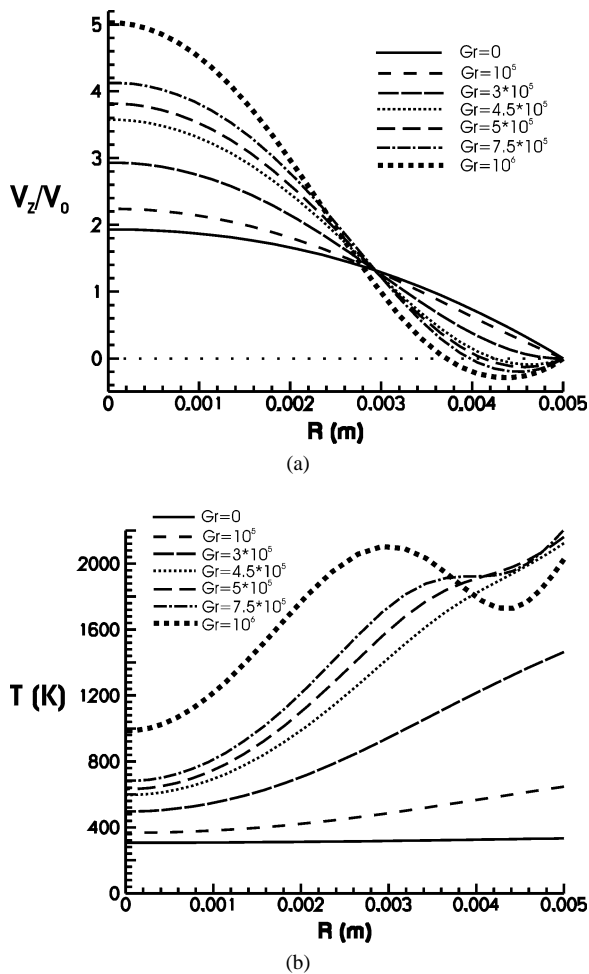 5
4
3
2
1
0
V_z/V_0
Gr=0
Gr=10^5
Gr=3*10^5
Gr=4.5*10^5
Gr=5*10^5
Gr=7.5*10^5
Gr=10^6
0 0.001 0.002 0.003 0.004 0.005
R (m)
(a)
Gr=0
Gr=10^5
Gr=3*10^5
Gr=4.5*10^5
Gr=5*10^5
Gr=7.5*10^5
Gr=10^6
2000
1600
1200
800
400
0
T (K)
0 0.001 0.002 0.003 0.004 0.005
R (m)
(b)